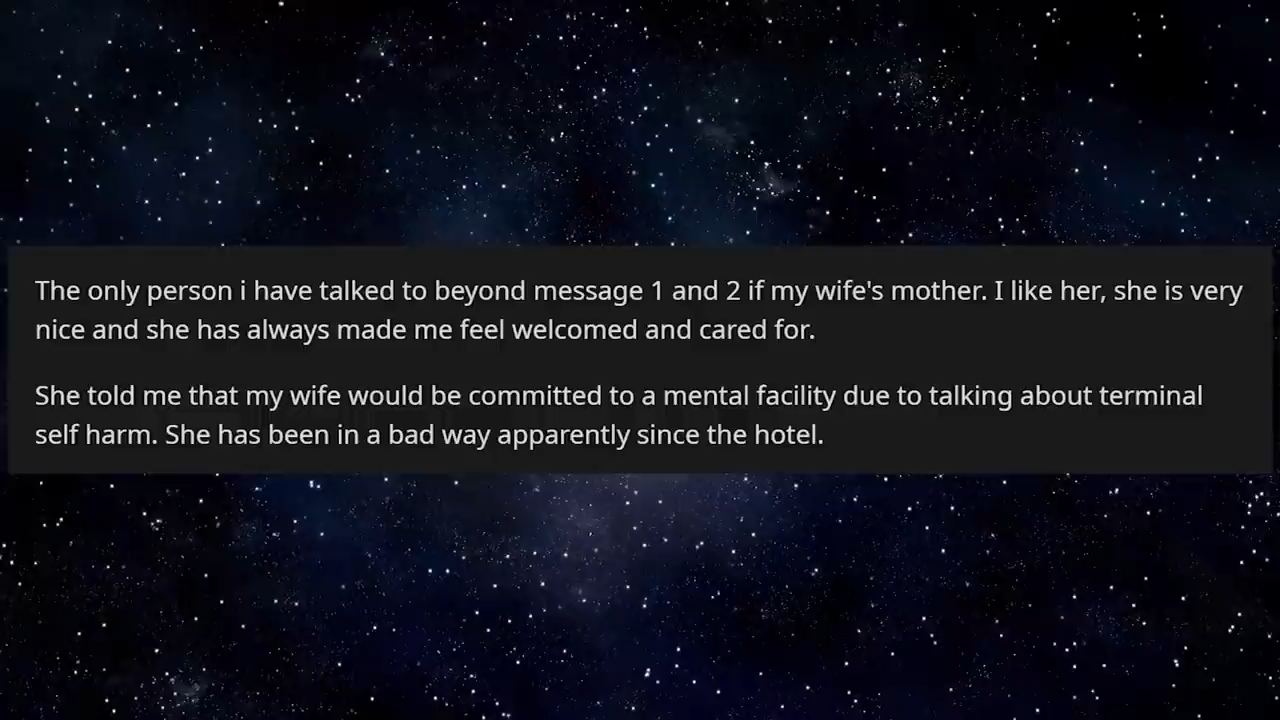 The only person i have talked to beyond message 1 and 2 if my wife's mother. I like her, she is very
nice and she has always made me feel welcomed and cared for.
She told me that my wife would be committed to a mental facility due to talking about terminal
self harm. She has been in a bad way apparently since the hotel.